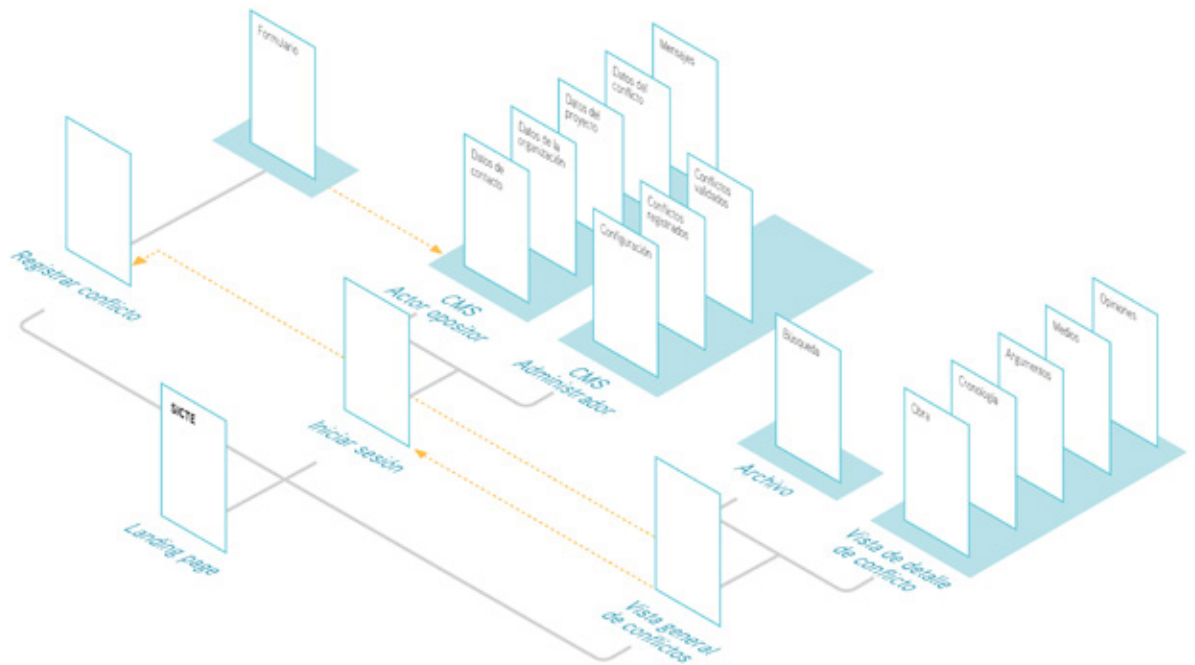 Formulario
Mensajes
Datos del
conflicto
Datos del
proyecto
Datos de la
organización
Datos de
contacto
Conflictos
validados
Conflictos
registrados
Configuración
Registrar conflicto
CMS
Actor opositor
CMS
Administrador
Búsqueda
Opiniones
Medios
Argumentos
Cronología
Obra
SICTE
Iniciar sesión
Archivo
Landing page
Vista de detalle
de conflicto
Vista general
de conflictos